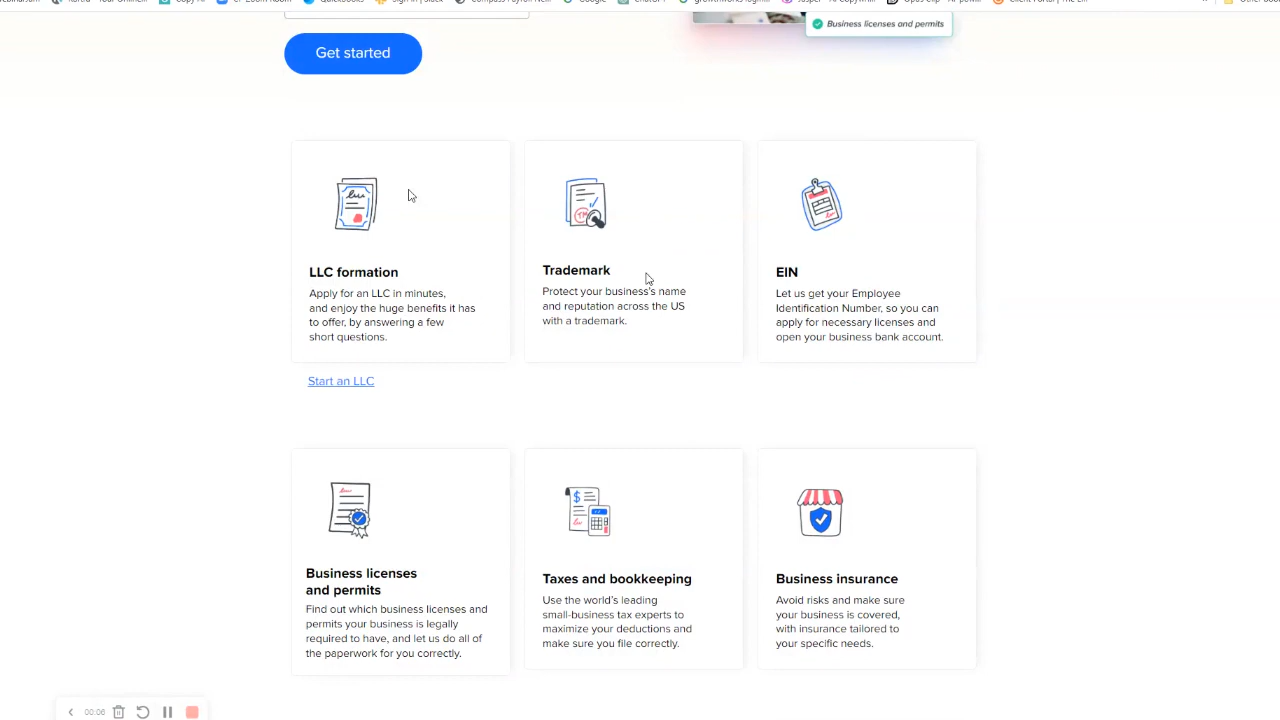 Business licenses and permits
Get started
LLC formation
Apply for an LLC in minutes,
and enjoy the huge benefits it has
to offer, by answering a few
short questions.
Start an LLC
Trademark
Protect your business's name
and reputation across the US
with a trademark.
TM
EIN
Let us get your Employee
Identification Number, so you can
apply for necessary licenses and
open your business bank account.
Business licenses
and permits
Find out which business licenses and
permits your business is legally
required to have, and let us do all of
the paperwork for you correctly.
$
Taxes and bookkeeping
Use the world's leading
small-business tax experts to
maximize your deductions and
make sure you file correctly.
Business insurance
Avoid risks and make sure
your business is covered,
with insurance tailored to
your specific needs.
00:06